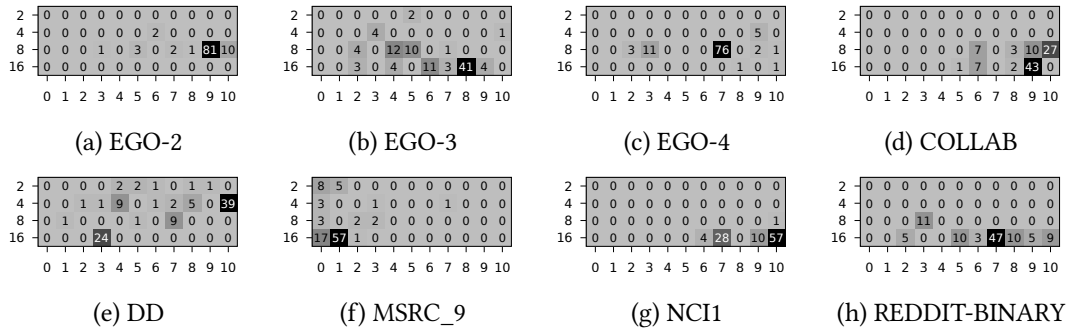 2 0 0 0 0 0 0 0 0 0 0 0
4 0 0 0 0 0 0 2 0 0 0 0
8 0 0 0 1 0 3 0 2 1 81 10
16 0 0 0 0 0 0 0 0 0 0 0
0 1 2 3 4 5 6 7 8 9 10
(a) EGO-2
2 0 0 0 0 0 2 0 0 0 0 0
4 0 0 0 4 0 0 0 0 0 0 1
8 0 0 4 0 12 10 0 1 0 0 0
16 0 0 3 0 4 0 11 3 41 4 0
0 1 2 3 4 5 6 7 8 9 10
(b) EGO-3
2 0 0 0 0 0 0 0 0 0 0 0
4 0 0 0 0 0 0 0 0 0 5 0
8 0 0 3 11 0 0 0 76 0 2 1
16 0 0 0 0 0 0 0 0 1 0 1
0 1 2 3 4 5 6 7 8 9 10
(c) EGO-4
2 0 0 0 0 0 0 0 0 0 0 0
4 0 0 0 0 0 0 0 0 0 0 0
8 0 0 0 0 0 0 7 0 3 10 27
16 0 0 0 0 0 1 7 0 2 43 0
0 1 2 3 4 5 6 7 8 9 10
(d) COLLAB
2 0 0 0 0 2 2 1 0 1 1 0
4 0 0 1 1 9 0 1 2 5 0 39
8 0 1 0 0 0 1 0 9 0 0 0
16 0 0 0 24 0 0 0 0 0 0 0
0 1 2 3 4 5 6 7 8 9 10
(e) DD
2 8 5 0 0 0 0 0 0 0 0 0
4 3 0 0 1 0 0 0 1 0 0 0
8 3 0 2 2 0 0 0 0 0 0 0
16 17 57 1 0 0 0 0 0 0 0 0
0 1 2 3 4 5 6 7 8 9 10
(f) MSRC_9
2 0 0 0 0 0 0 0 0 0 0 0
4 0 0 0 0 0 0 0 0 0 0 0
8 0 0 0 0 0 0 0 0 0 0 1
16 0 0 0 0 0 0 4 28 0 10 57
0 1 2 3 4 5 6 7 8 9 10
(g) NCI1
2 0 0 0 0 0 0 0 0 0 0 0
4 0 0 0 0 0 0 0 0 0 0 0
8 0 0 0 11 0 0 0 0 0 0 0
16 0 0 5 0 0 10 3 47 10 5 9
0 1 2 3 4 5 6 7 8 9 10
(h) REDDIT-BINARY